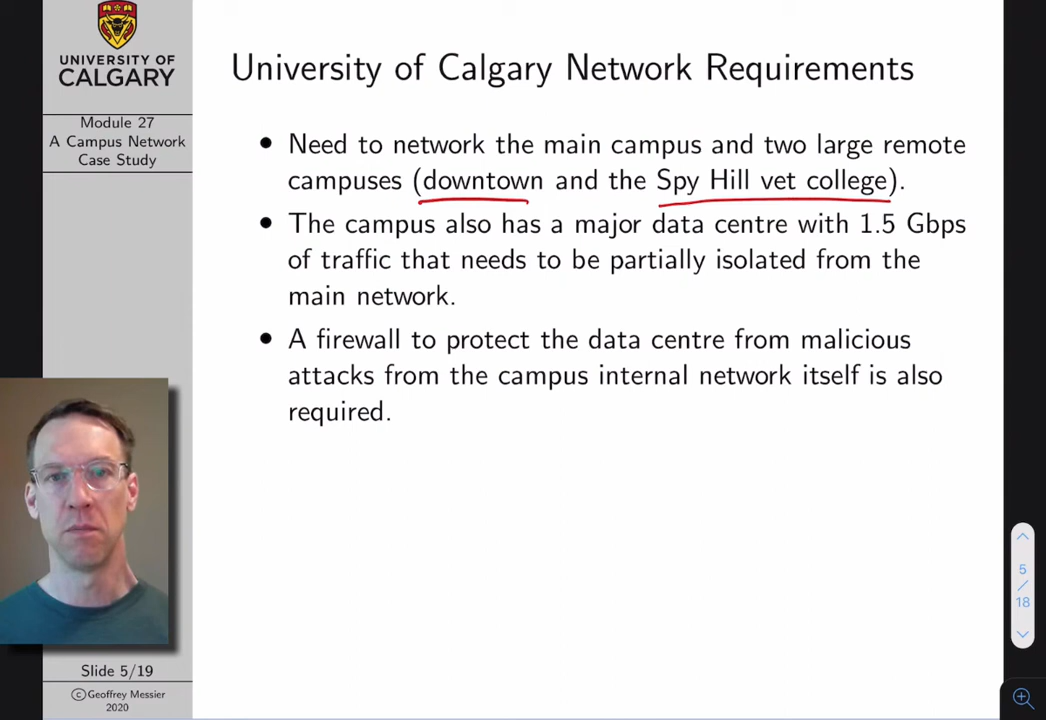 UNIVERSITY OF
CALGARY
Module 27
A Campus Network
Case Study
University of Calgary Network Requirements
• Need to network the main campus and two large remote
campuses (downtown and the Spy Hill vet college).
• The campus also has a major data centre with 1.5 Gbps
of traffic that needs to be partially isolated from the
main network.
• A firewall to protect the data centre from malicious
attacks from the campus internal network itself is also
required.
5
/
18
Slide 5/19
©Geoffrey Messier
2020